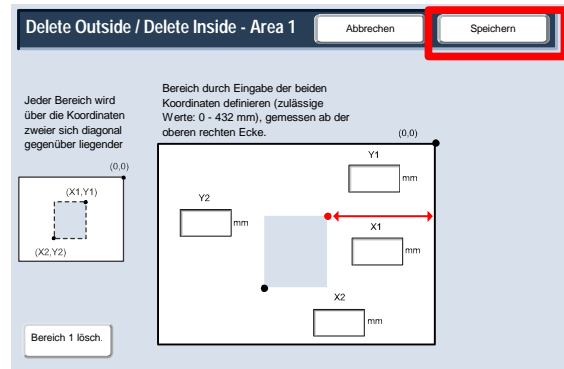 Delete Outside / Delete Inside - Area 1
Abbrechen
Speichern
Jeder Bereich wird
über die Koordinaten
zweier sich diagonal
gegenüber liegender
(0,0)
(X1,Y1)
(X2,Y2)
Bereich 1 lösch.
Bereich durch Eingabe der beiden
Koordinaten definieren (zulässige
Werte: 0 - 432 mm), gemessen ab der
oberen rechten Ecke.
(0,0)
Y1
mm
Y2
mm
X1
mm
X2
mm